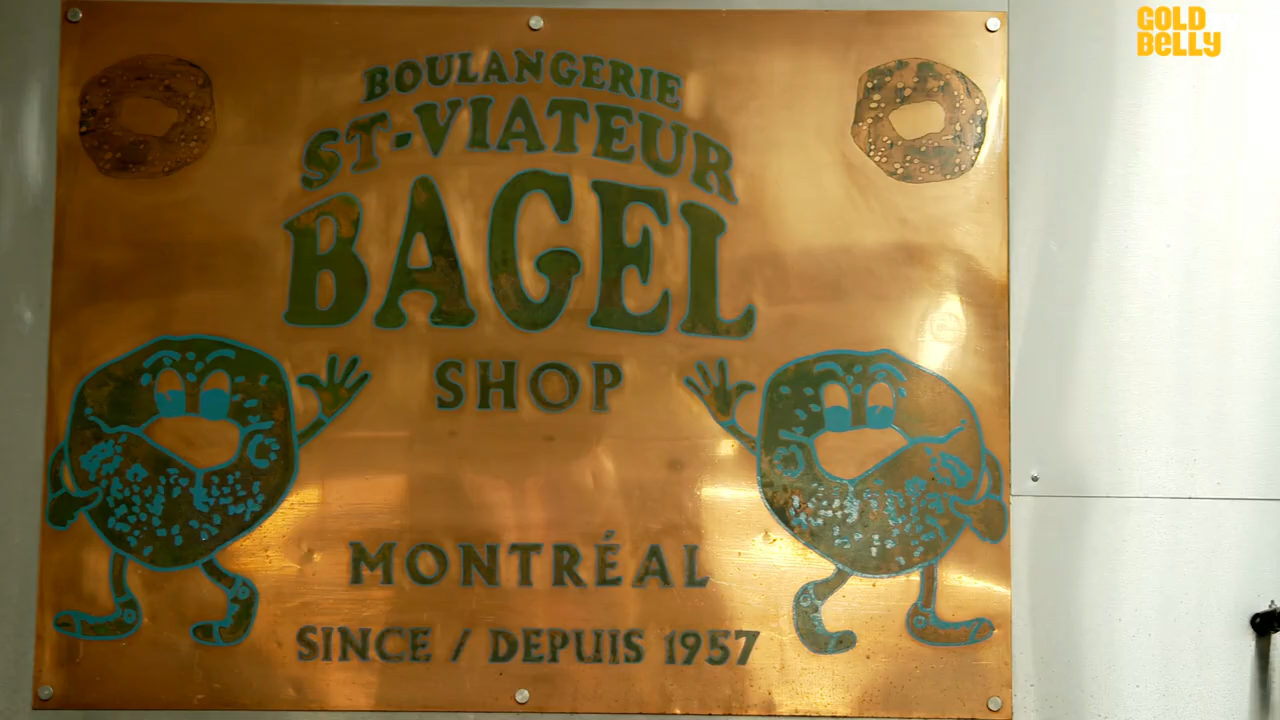 GOLD
BELLY
BOULANGERIE
ST-VIATEUR
BAGEL
SHOP
MONTRÉAL
SINCE / DEPUIS 1957